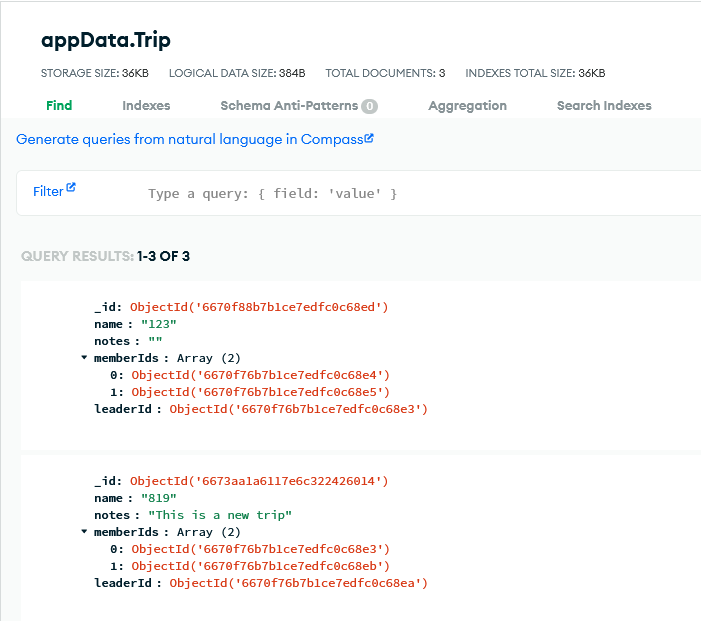 appData.Trip
STORAGE SIZE: 36KB LOGICAL DATA SIZE: 384B TOTAL DOCUMENTS: 3 INDEXES TOTAL SIZE: 36KB
Find Indexes Schema Anti-Patterns 0 Aggregation Search Indexes
Generate queries from natural language in Compass
Filter Type a query: { field: 'value' }
QUERY RESULTS: 1-3 OF 3
_id: ObjectId('6670f88b7b1ce7edfc0c68ed')
name : "123"
notes : ""
memberIds : Array (2)
0: ObjectId('6670f76b7b1ce7edfc0c68e4')
1: ObjectId('6670f76b7b1ce7edfc0c68e5')
leaderId : ObjectId('6670f76b7b1ce7edfc0c68e3')
_id: ObjectId('6673aa1a6117e6c322426014')
name : "819"
notes : "This is a new trip"
memberIds : Array (2)
0: ObjectId('6670f76b7b1ce7edfc0c68e3')
1: ObjectId('6670f76b7b1ce7edfc0c68eb')
leaderId : ObjectId('6670f76b7b1ce7edfc0c68ea')